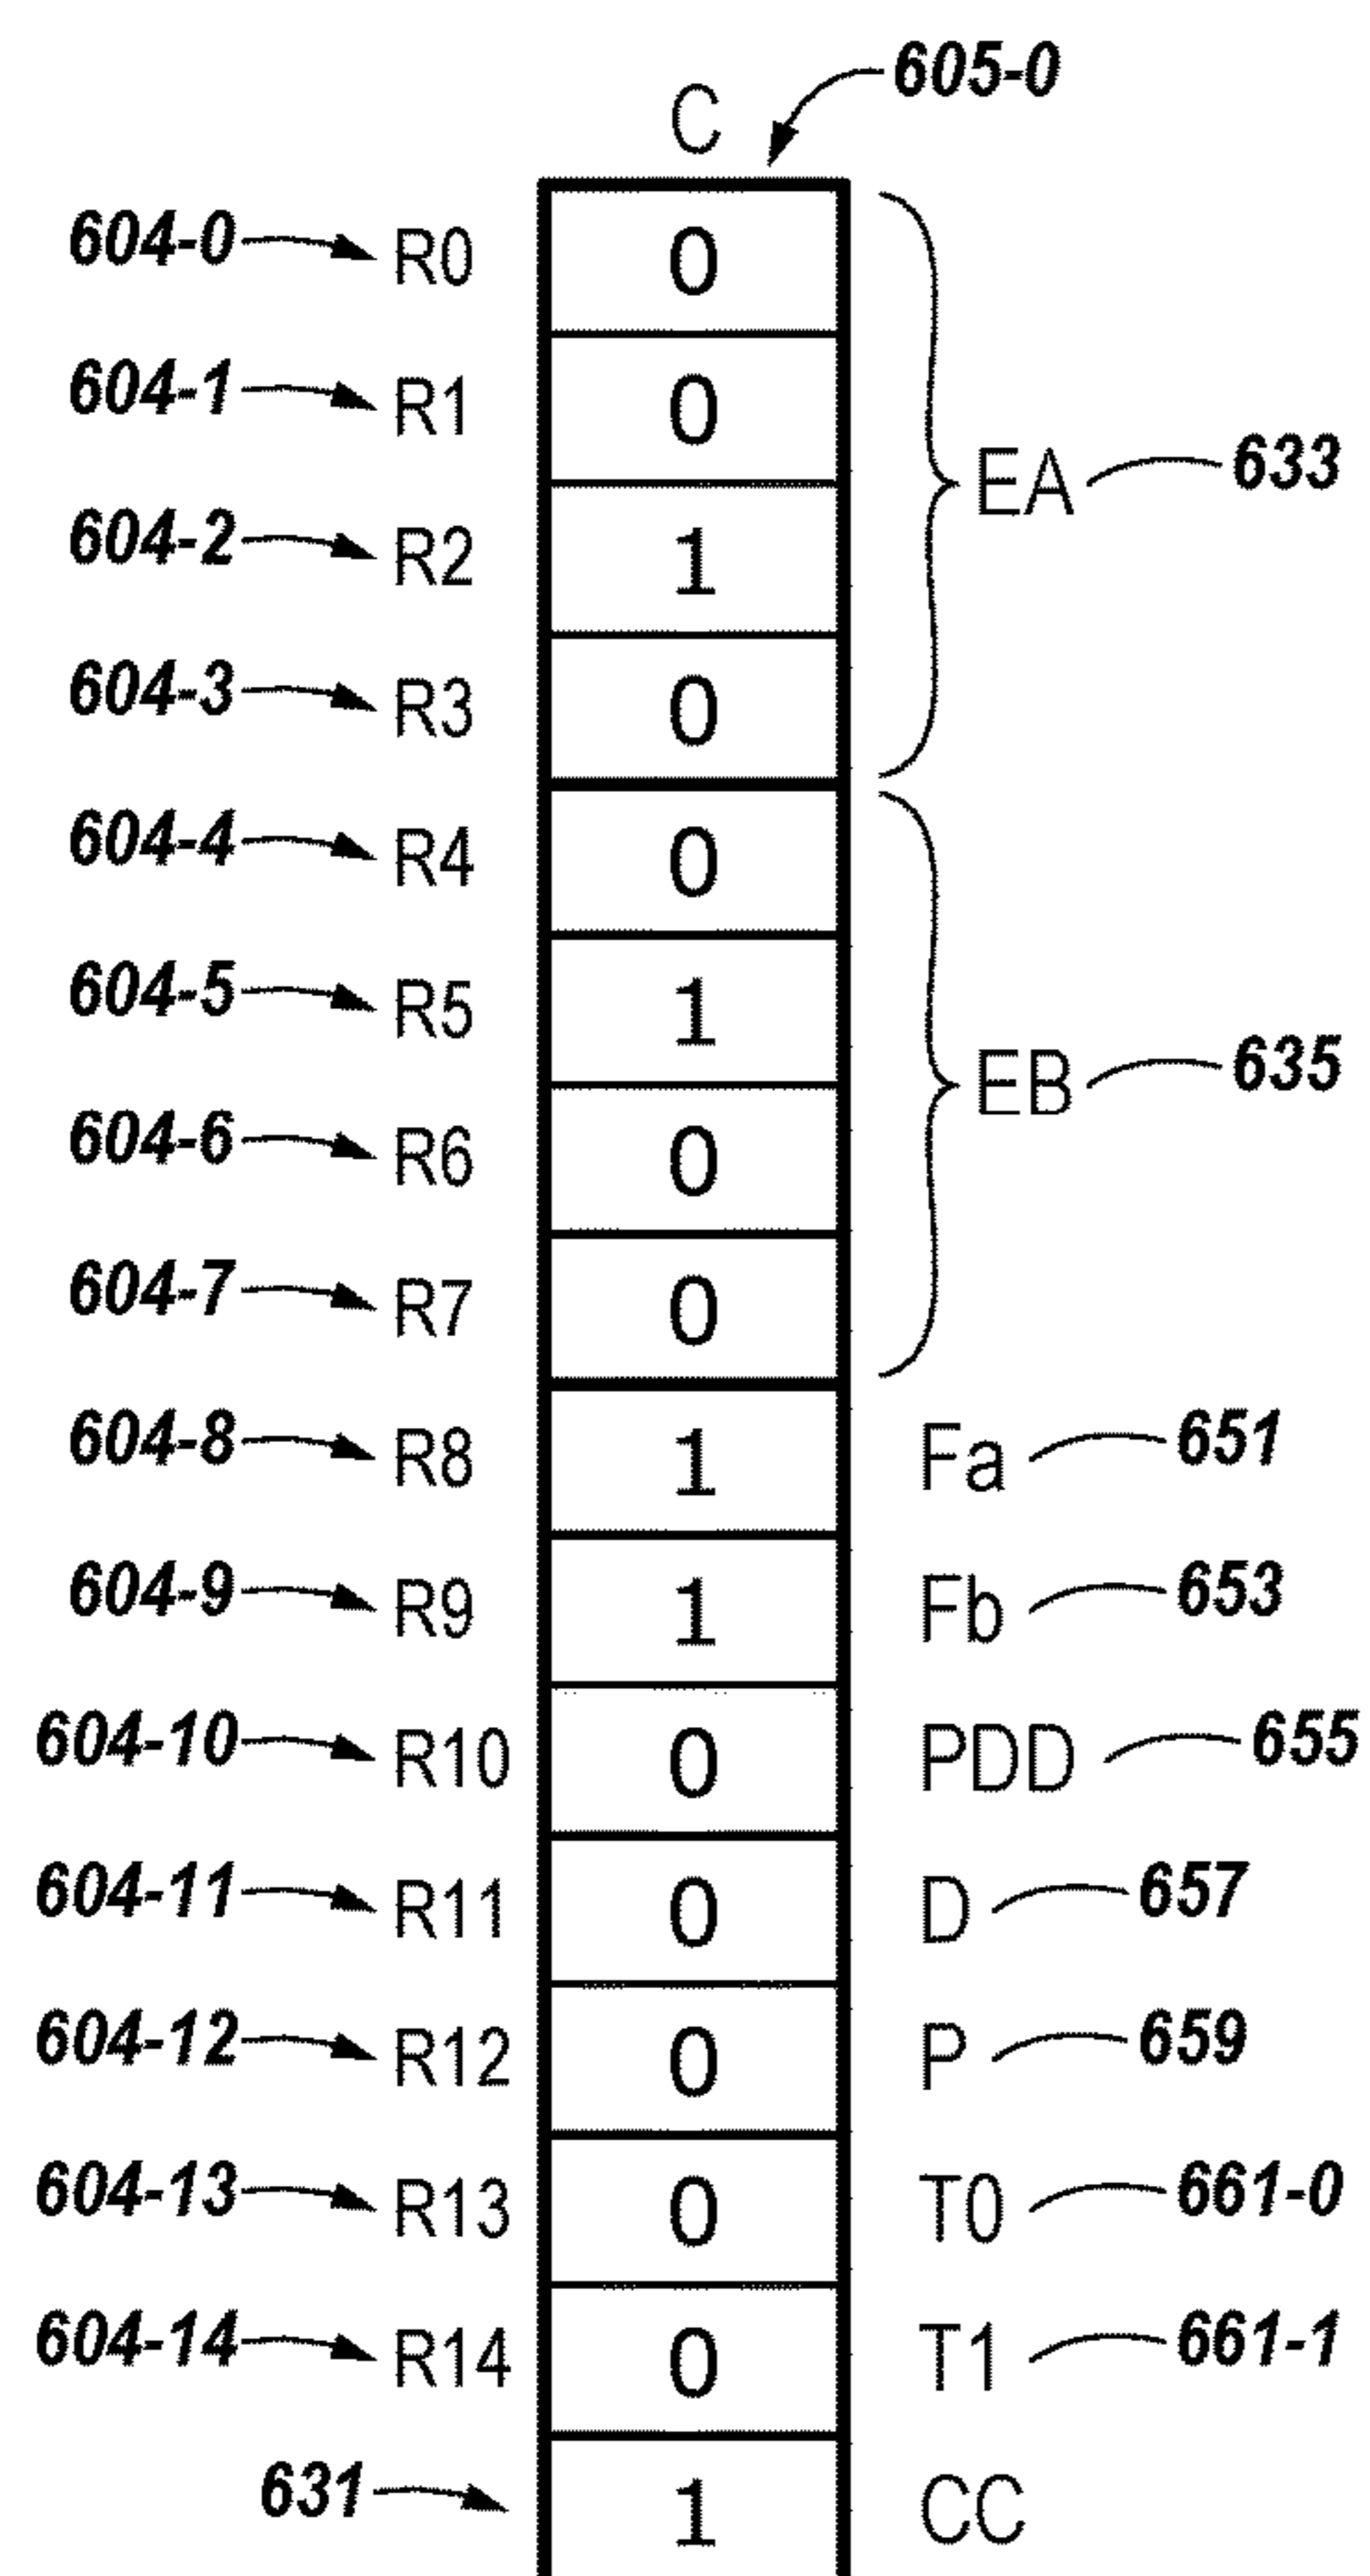 C 605-0
604-0 R0 0
604-1 R1 0
EA 633
604-2 R2 1
604-3 R3 0
604-4 R4 0
604-5 R5 1
EB 635
604-6 R6 0
604-7 R7 0
604-8 R8 1 Fa 651
604-9 R9 1 Fb 653
604-10 R10 0 PDD 655
604-11 R11 0 D 657
604-12 R12 0 P 659
604-13 R13 0 T0 661-0
604-14 R14 0 T1 661-1
631 1 CC